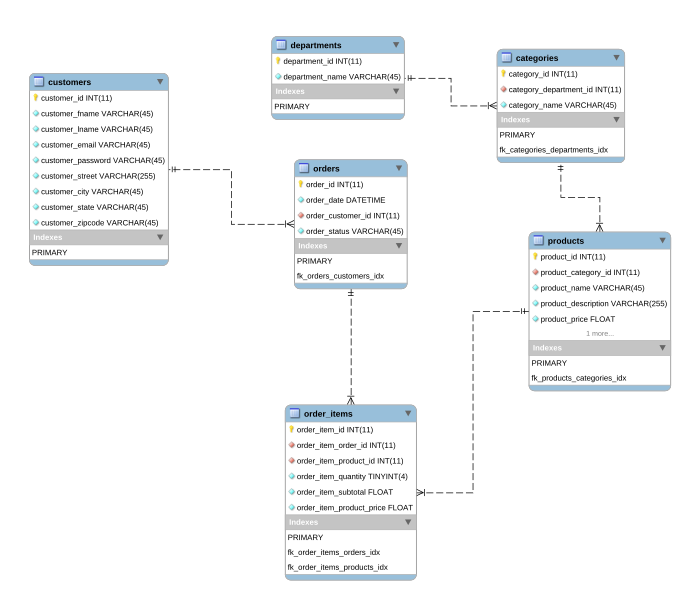 departments
department_id INT(11)
department_name VARCHAR(45)
Indexes
PRIMARY
categories
category_id INT(11)
category_department_id INT(11)
category_name VARCHAR(45)
Indexes
PRIMARY
fk_categories_departments_idx
customers
customer_id INT(11)
customer_fname VARCHAR(45)
customer_lname VARCHAR(45)
customer_email VARCHAR(45)
customer_password VARCHAR(45)
customer_street VARCHAR(255)
customer_city VARCHAR(45)
customer_state VARCHAR(45)
customer_zipcode VARCHAR(45)
Indexes
PRIMARY
orders
order_id INT(11)
order_date DATETIME
order_customer_id INT(11)
order_status VARCHAR(45)
Indexes
PRIMARY
fk_orders_customers_idx
products
product_id INT(11)
product_category_id INT(11)
product_name VARCHAR(45)
product_description VARCHAR(255)
product_price FLOAT
1 more...
Indexes
PRIMARY
fk_products_categories_idx
order_items
order_item_id INT(11)
order_item_order_id INT(11)
order_item_product_id INT(11)
order_item_quantity TINYINT(4)
order_item_subtotal FLOAT
order_item_product_price FLOAT
Indexes
PRIMARY
fk_order_items_orders_idx
fk_order_items_products_idx